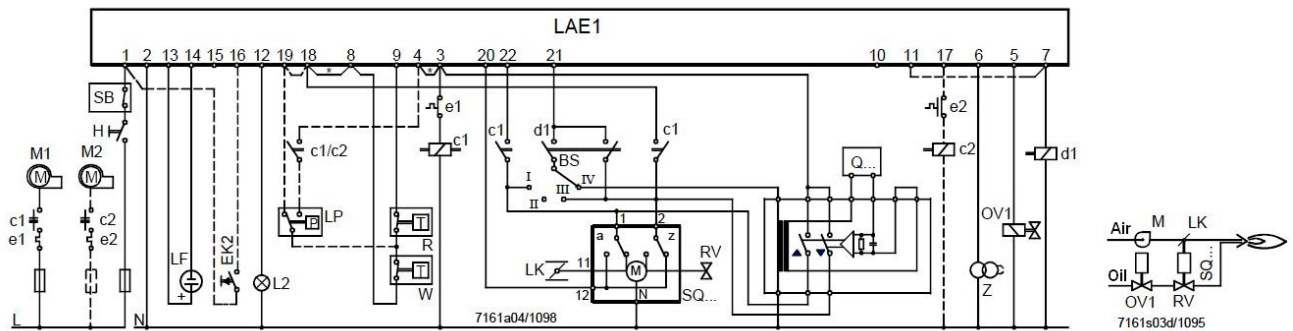 LAE1
1 2 13 14 15 16 12 19 18 8 9 4 3 20 22 21 10 11 17 6 5 7
* *
SB
H
M1 M2
M M
c1 c2
e1 e2
LF
+
EK2
L2
c1/c2
P LP
T
R
T
W
e1
c1
c1 d1 c1
BS
I II III IV
1 2
a z
LK 11 M RV
12 N SQ...
Q...
e2
c2
d1
OV1
Z
L N
7161a04/1098
Air M LK
Oil SQ...
OV1 RV
7161s03d/1095